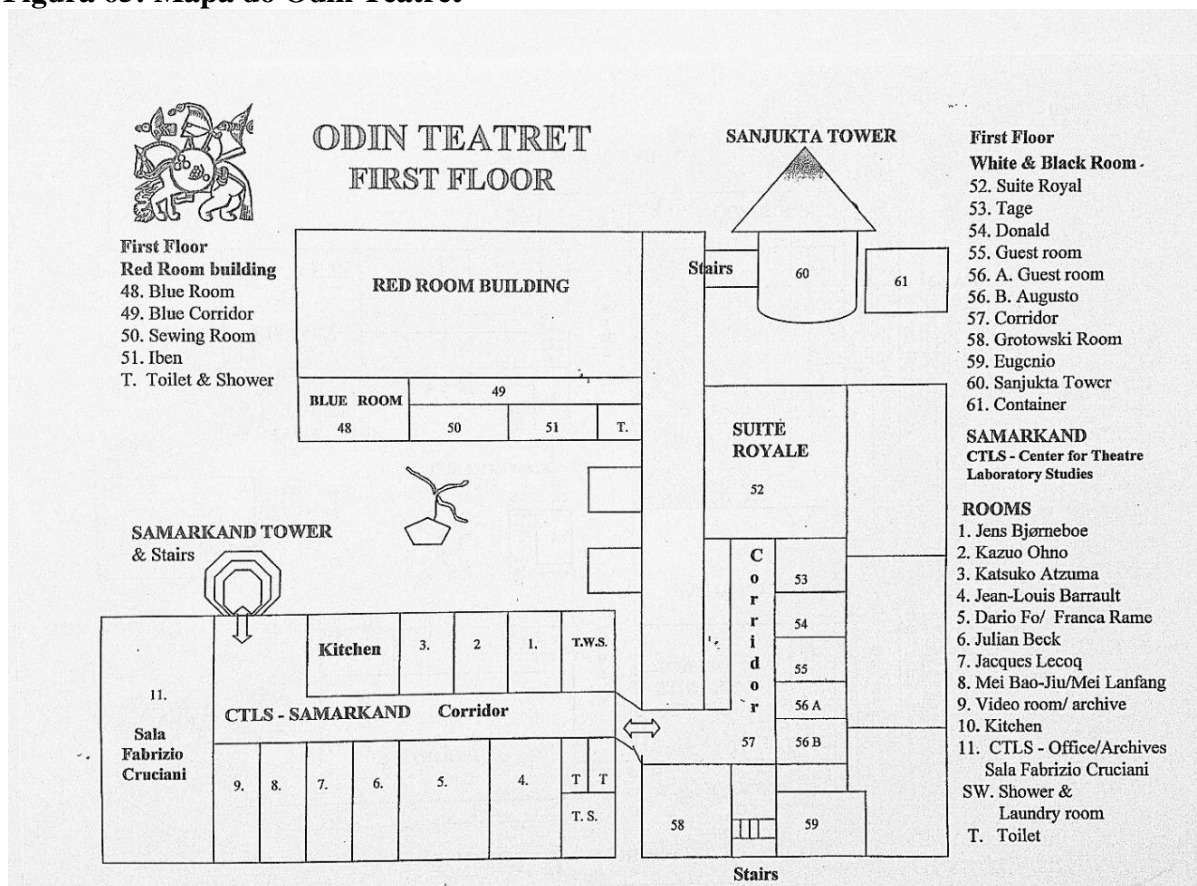 Figura 65: Mapa do Odin Teatret
ODIN TEATRET
FIRST FLOOR
First Floor
Red Room building
48. Blue Room
49. Blue Corridor
50. Sewing Room
51. Iben
T. Toilet & Shower
RED ROOM BUILDING
BLUE ROOM
48
49
50
51
T.
SANJUKTA TOWER
Stairs
60
61
SUITE
ROYALE
52
SAMARKAND TOWER
& Stairs
Kitchen
3.
2
1.
T.W.S.
11.
Sala
Fabrizio
Cruciani
CTLS - SAMARKAND Corridor
9.
8.
7.
6.
5.
4.
T T
T. S.
Corridor
53
54
55
56 A
56 B
57
58
59
Stairs
First Floor
White & Black Room
52. Suite Royal
53. Tage
54. Donald
55. Guest room
56. A. Guest room
56. B. Augusto
57. Corridor
58. Grotowski Room
59. Eugenio
60. Sanjukta Tower
61. Container
SAMARKAND
CTLS - Center for Theatre
Laboratory Studies
ROOMS
1. Jens Bjørneboe
2. Kazuo Ohno
3. Katsuko Atzuma
4. Jean-Louis Barrault
5. Dario Fo/ Franca Rame
6. Julian Beck
7. Jacques Lecoq
8. Mei Bao-Jiu/Mei Lanfang
9. Video room/ archive
10. Kitchen
11. CTLS - Office/Archives
Sala Fabrizio Cruciani
SW. Shower &
Laundry room
T. Toilet